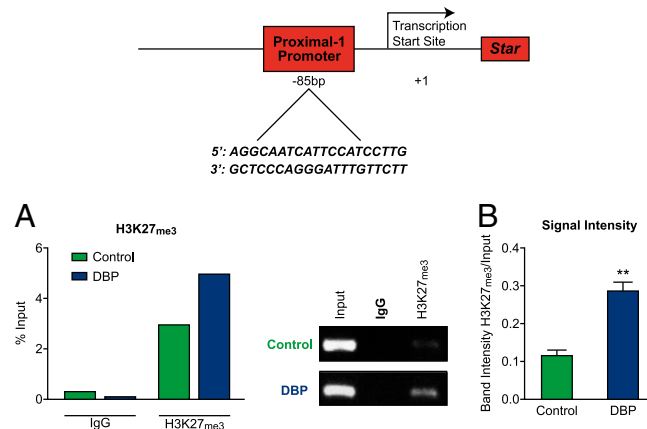 Proximal-1
Promoter
Transcription
Start Site
Star
-85bp
+1
5': AGGCAATCATTCCATCCTTG
3': GCTCCCAGGGATTTGTTCTT
A
H3K27me3
Control
DBP
% Input
6
4
2
0
IgG
H3K27me3
Input
IgG
H3K27me3
Control
DBP
B
Signal Intensity
Band Intensity H3K27me3/Input
0.4
0.3
0.2
0.1
0.0
**
Control
DBP